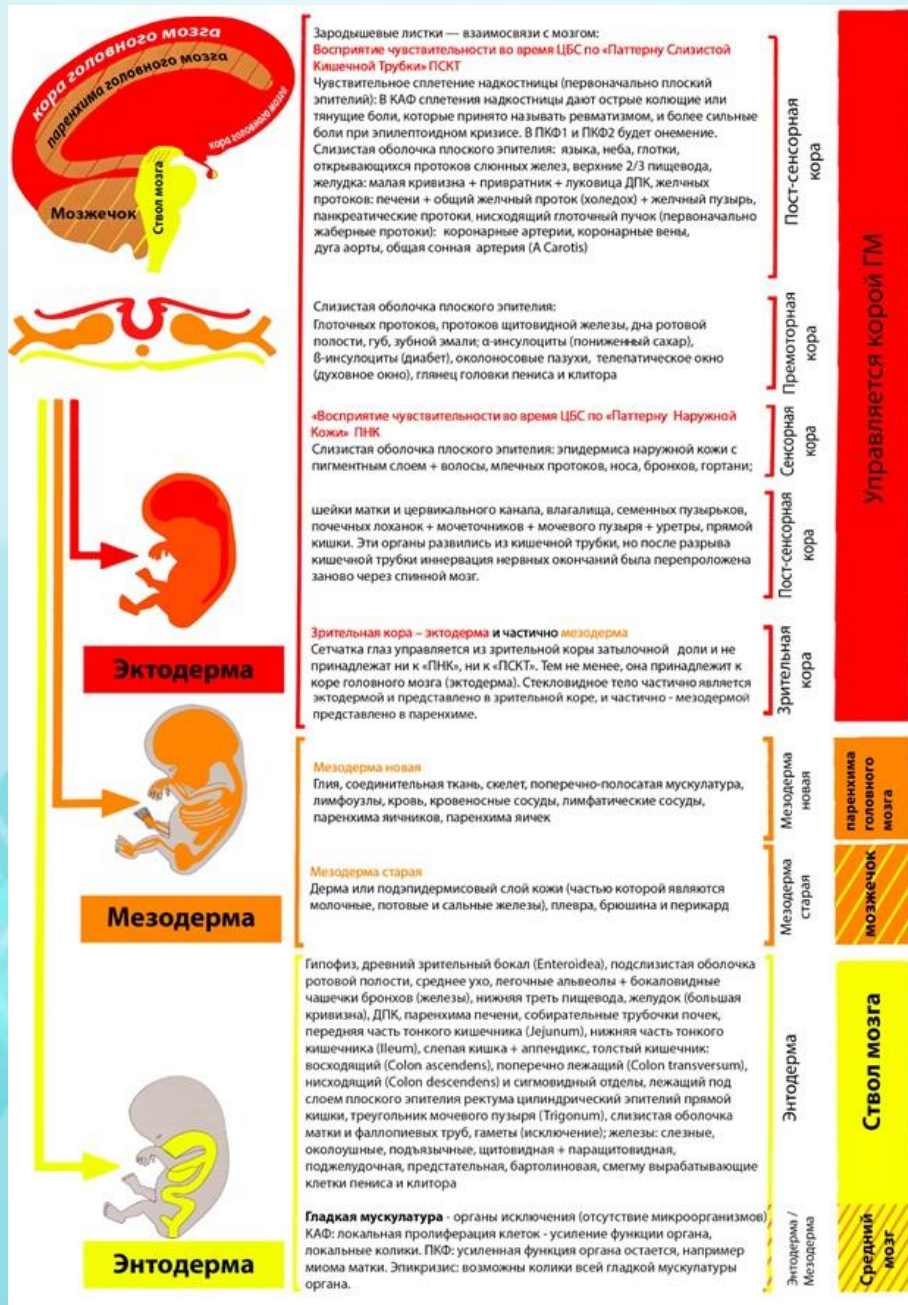 кора головного мозга
паренхима головного мозга
кора головного мозга
Мозжечок
Ствол мозга
Зародышевые листки — взаимосвязи с мозгом:
Восприятие чувствительности во время ЦБС по «Паттерну Слизистой
Кишечной Трубки» ПСКТ
Чувствительное сплетение надкостницы (первоначально плоский
эпителий): В КАФ сплетения надкостницы дают острые колющие или
тянущие боли, которые принято называть ревматизмом, и более сильные
боли при эпилептоидном кризисе. В ПКФ1 и ПКФ2 будет онемение.
Слизистая оболочка плоского эпителия: языка, неба, глотки,
открывающихся протоков слюнных желез, верхние 2/3 пищевода,
желудка: малая кривизна + привратник + луковица ДПК, желчных
протоков: печени + общий желчный проток (холедох) + желчный пузырь,
панкреатические протоки, нисходящий глоточный пучок (первоначально
жаберные протоки): коронарные артерии, коронарные вены,
дуга аорты, общая сонная артерия (A Carotis)
Пост-сенсорная
кора
Управляется корой ГМ
Слизистая оболочка плоского эпителия:
Глоточных протоков, протоков щитовидной железы, дна ротовой
полости, губ, зубной эмали; α-инсулоциты (пониженный сахар),
ß-инсулоциты (диабет), околоносовые пазухи, телепатическое окно
(духовное окно), глянец головки пениса и клитора
Премоторная
кора
«Восприятие чувствительности во время ЦБС по «Паттерну Наружной
Кожи» ПНК
Слизистая оболочка плоского эпителия: эпидермиса наружной кожи с
пигментным слоем + волосы, млечных протоков, носа, бронхов, гортани;
Сенсорная
кора
шейки матки и цервикального канала, влагалища, семенных пузырьков,
почечных лоханок + мочеточников + мочевого пузыря + уретры, прямой
кишки. Эти органы развились из кишечной трубки, но после разрыва
кишечной трубки иннервация нервных окончаний была перепроложена
заново через спинной мозг.
Пост-сенсорная
кора
Эктодерма
Зрительная кора – эктодерма и частично мезодерма
Сетчатка глаз управляется из зрительной коры затылочной доли и не
принадлежат ни к «ПНК», ни к «ПСКТ». Тем не менее, она принадлежит к
коре головного мозга (эктодерма). Стекловидное тело частично является
эктодермой и представлено в зрительной коре, и частично - мезодермой
представлено в паренхиме.
Зрительная
кора
Мезодерма новая
Глия, соединительная ткань, скелет, поперечно-полосатая мускулатура,
лимфоузлы, кровь, кровеносные сосуды, лимфатические сосуды,
паренхима яичников, паренхима яичек
Мезодерма
новая
паренхима
головного
мозга
Мезодерма старая
Дерма или подэпидермисовый слой кожи (частью которой являются
молочные, потовые и сальные железы), плевра, брюшина и перикард
Мезодерма
старая
мозжечок
Мезодерма
Гипофиз, древний зрительный бокал (Enteroidea), подслизистая оболочка
ротовой полости, среднее ухо, легочные альвеолы + бокаловидные
чашечки бронхов (железы), нижняя треть пищевода, желудок (большая
кривизна), ДПК, паренхима печени, собирательные трубочки почек,
передняя часть тонкого кишечника (Jejunum), нижняя часть тонкого
кишечника (Ileum), слепая кишка + аппендикс, толстый кишечник:
восходящий (Colon ascendens), поперечно лежащий (Colon transversum),
нисходящий (Colon descendens) и сигмовидный отделы, лежащий под
слоем плоского эпителия ректума цилиндрический эпителий прямой
кишки, треугольник мочевого пузыря (Trigonum), слизистая оболочка
матки и фаллопиевых труб, гаметы (исключение); железы: слезные,
околоушные, подъязычные, щитовидная + паращитовидная,
поджелудочная, предстательная, бартолиновая, смегму вырабатывающие
клетки пениса и клитора
Энтодерма
Ствол мозга
Гладкая мускулатура - органы исключения (отсутствие микроорганизмов)
КАФ: локальная пролиферация клеток - усиление функции органа,
локальные колики. ПКФ: усиленная функция органа остается, например
миома матки. Эпикризис: возможны колики всей гладкой мускулатуры
органа.
Энтодерма /
Мезодерма
Средний
мозг
Энтодерма